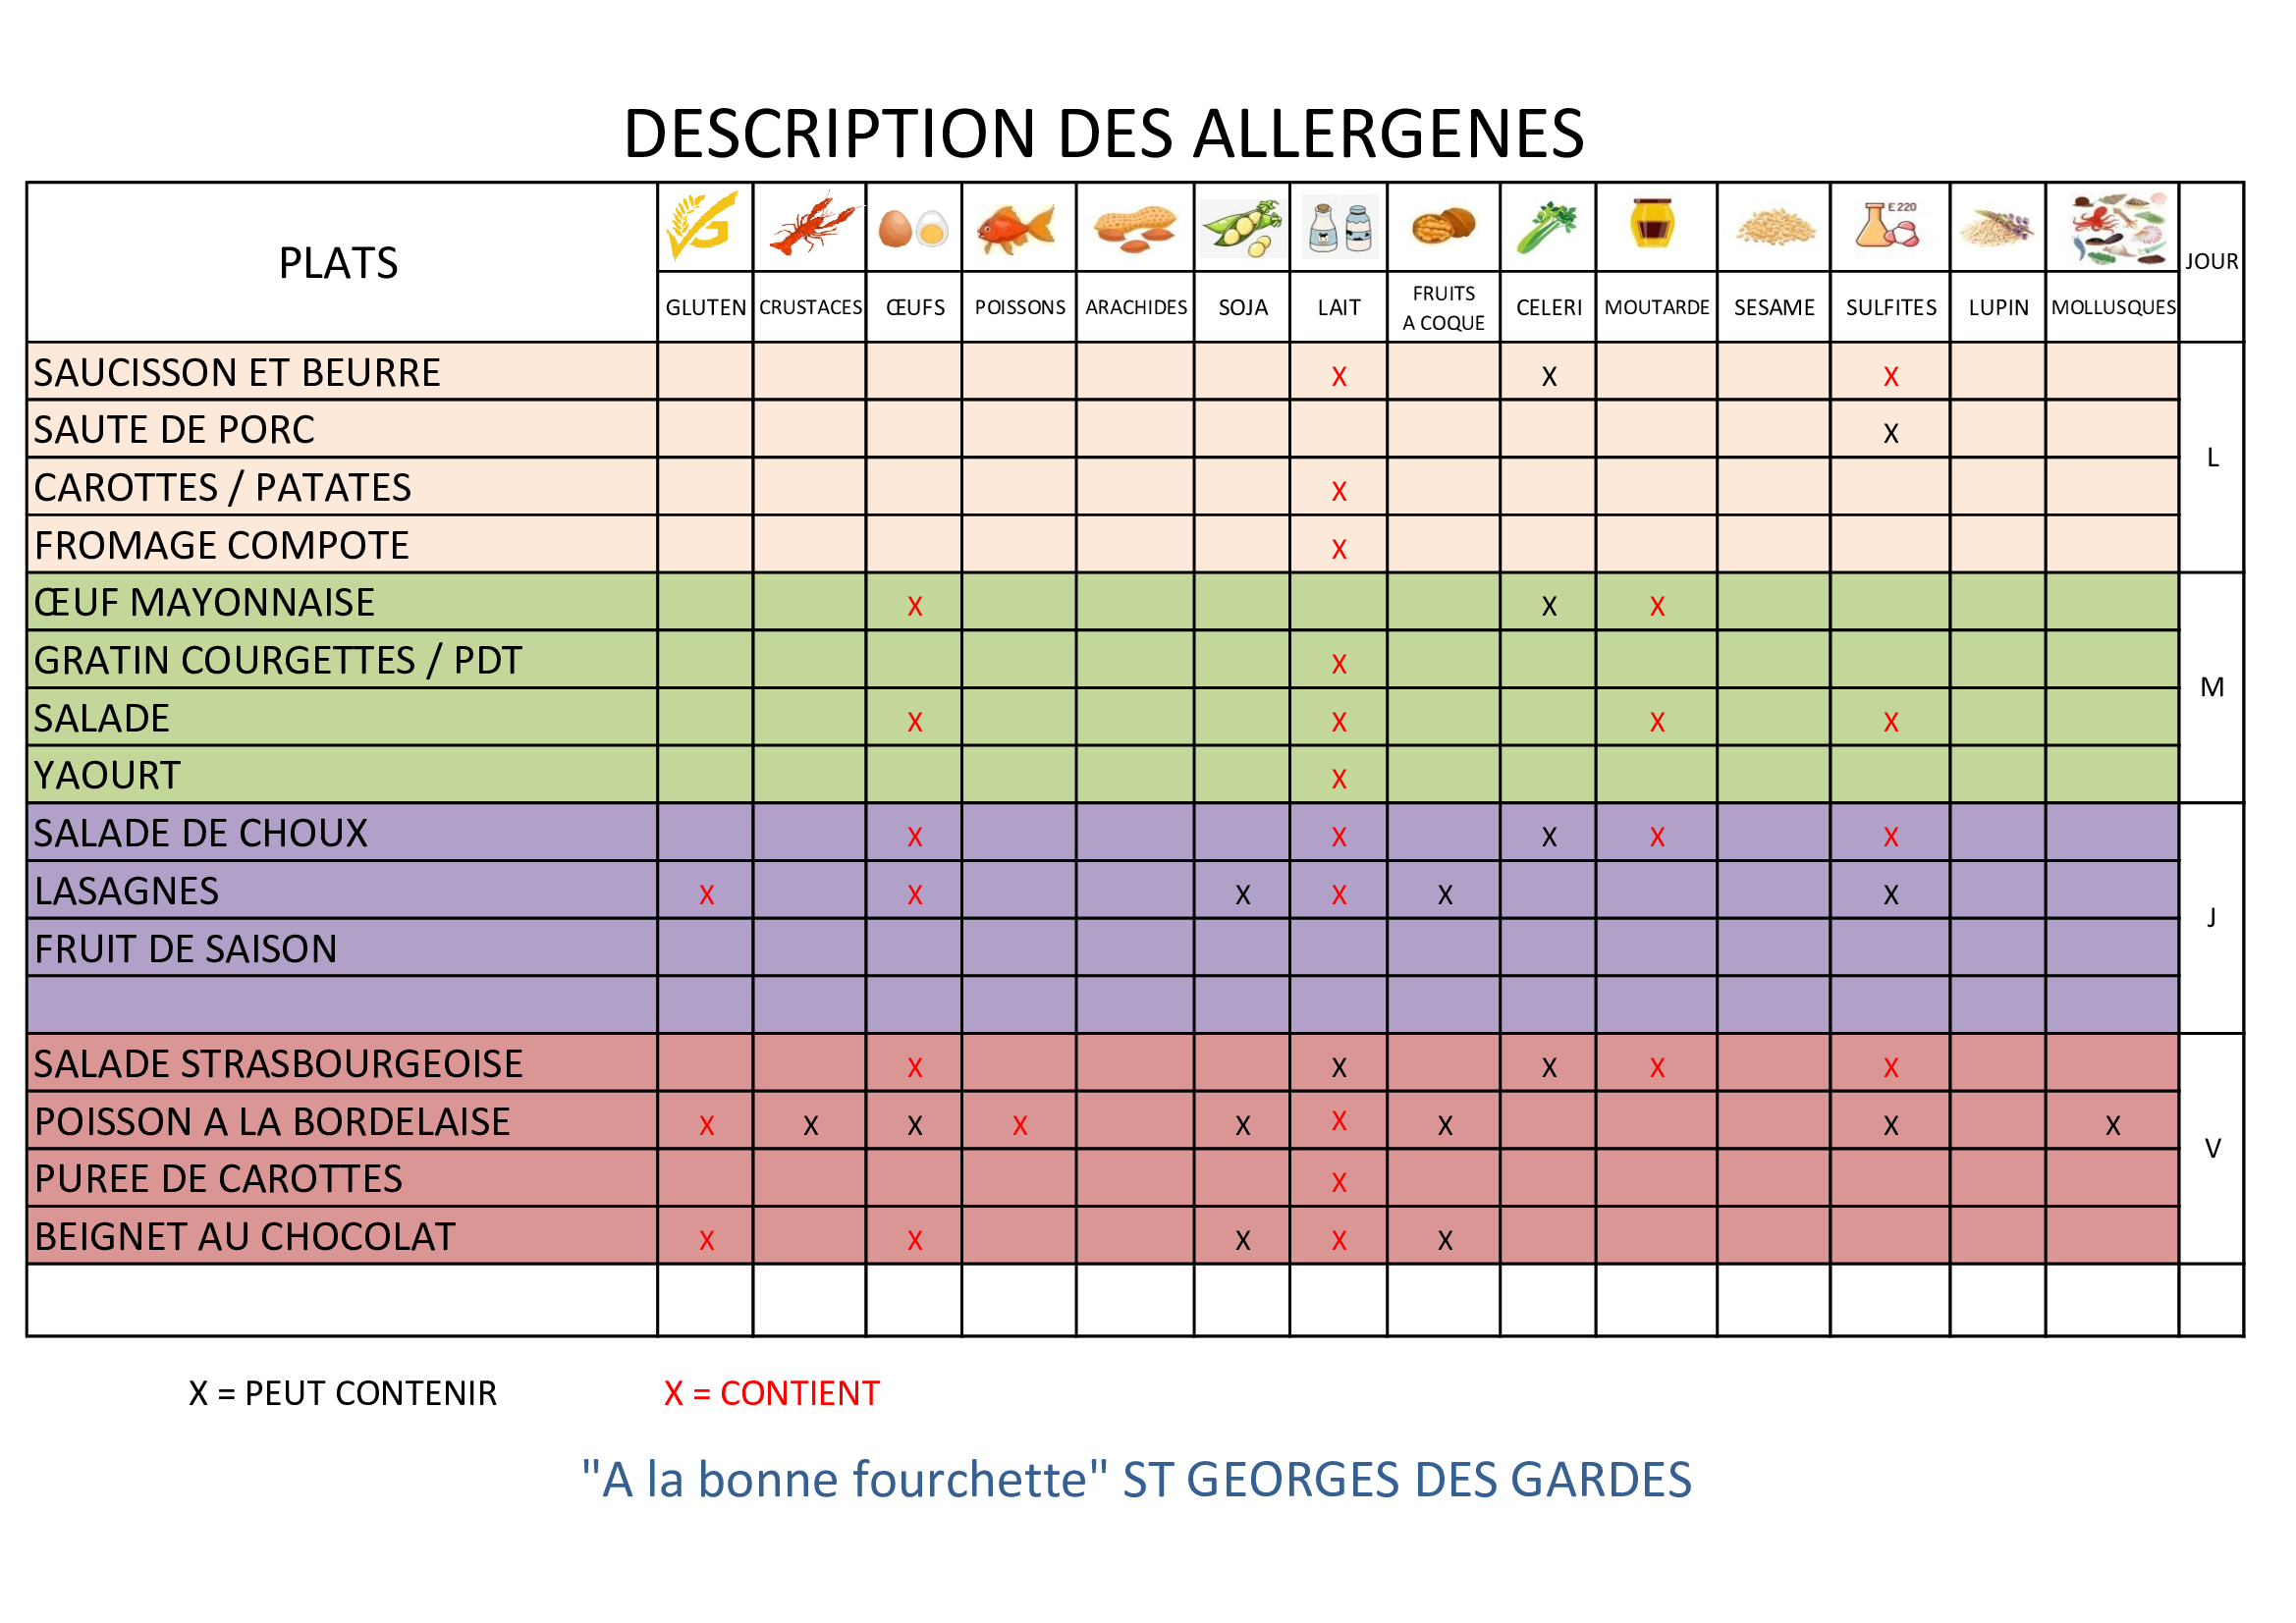 DESCRIPTION DES ALLERGENES
PLATS
E 220
JOUR
GLUTEN CRUSTACES ŒUFS POISSONS ARACHIDES SOJA LAIT FRUITS A COQUE CELERI MOUTARDE SESAME SULFITES LUPIN MOLLUSQUES
SAUCISSON ET BEURRE X X X
L
SAUTE DE PORC X
CAROTTES / PATATES X
FROMAGE COMPOTE X
ŒUF MAYONNAISE X X X
M
GRATIN COURGETTES / PDT X
SALADE X X X X
YAOURT X
SALADE DE CHOUX X X X X X
J
LASAGNES X X X X X X
FRUIT DE SAISON
SALADE STRASBOURGEOISE X X X X X
V
POISSON A LA BORDELAISE X X X X X X X X X
PUREE DE CAROTTES X
BEIGNET AU CHOCOLAT X X X X X
X = PEUT CONTENIR X = CONTIENT
"A la bonne fourchette" ST GEORGES DES GARDES